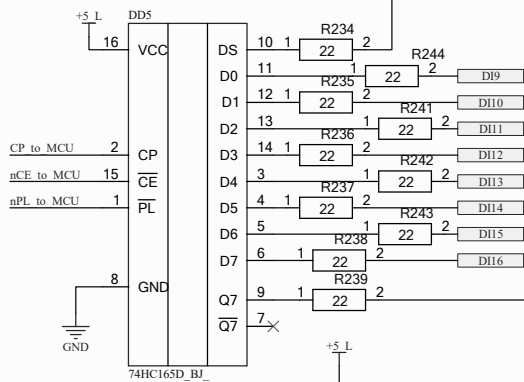 +5_L
DD5
16 VCC
DS 10 1 R234 22 2
D0 11 1 R244 22 2 DI9
D1 12 1 R235 22 2 DI10
D2 13 1 R241 22 2 DI11
D3 14 1 R236 22 2 DI12
D4 3 1 R242 22 2 DI13
D5 4 1 R237 22 2 DI14
D6 5 1 R243 22 2 DI15
D7 6 1 R238 22 2 DI16
Q7 9 1 R239 22 2
Q7 7
CP_to_MCU 2 CP
nCE_to_MCU 15 CE
nPL_to_MCU 1 PL
8 GND
GND
74HC165D_BJ_
+5_L